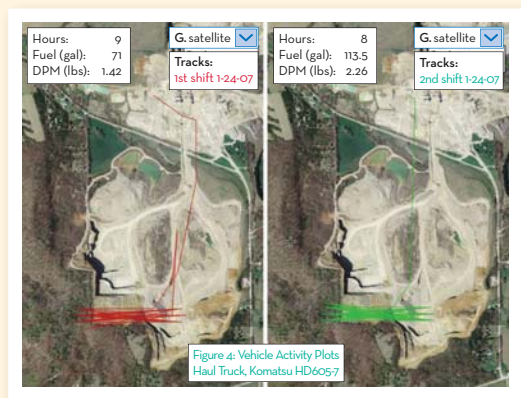 Hours: 9
Fuel (gal): 71
DPM (lbs): 1.42
G. satellite
Tracks:
1st shift 1-24-07
Hours: 8
Fuel (gal): 113.5
DPM (lbs): 2.26
G. satellite
Tracks:
2nd shift 1-24-07
Figure 4: Vehicle Activity Plots
Haul Truck, Komatsu HD605-7